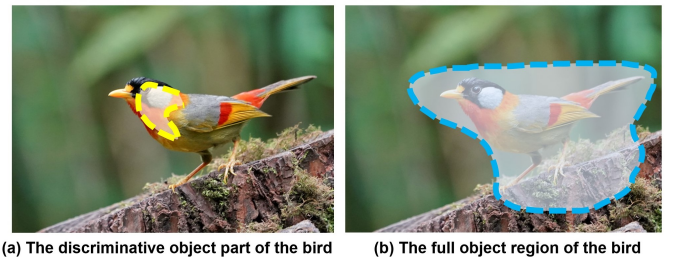 (a) The discriminative object part of the bird
(b) The full object region of the bird